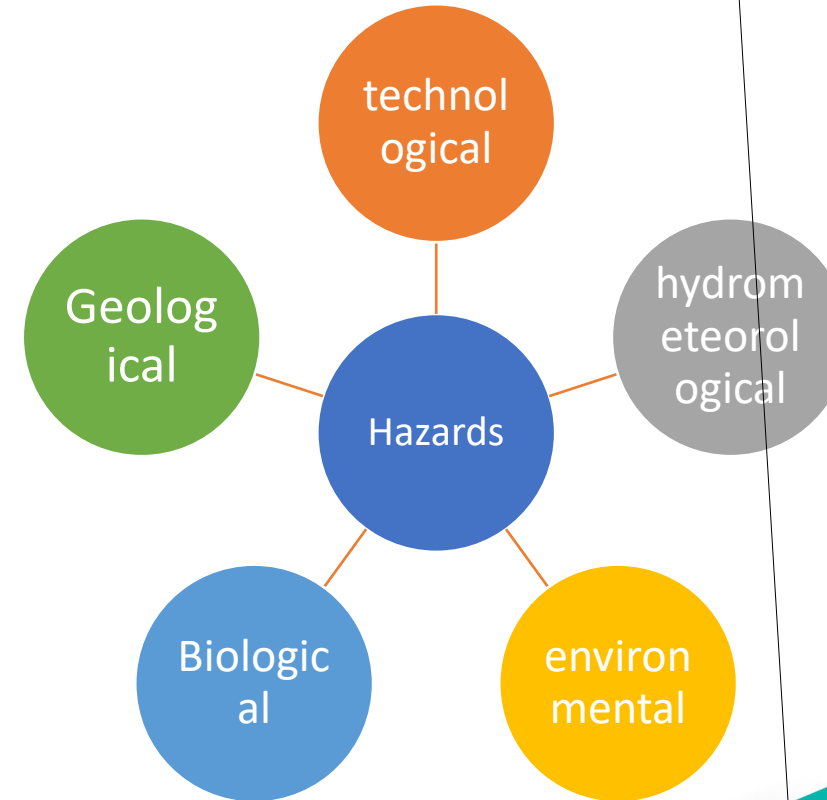 technol
ogical
Geolog
ical
hydrom
eteorol
ogical
Hazards
Biologic
al
environ
mental